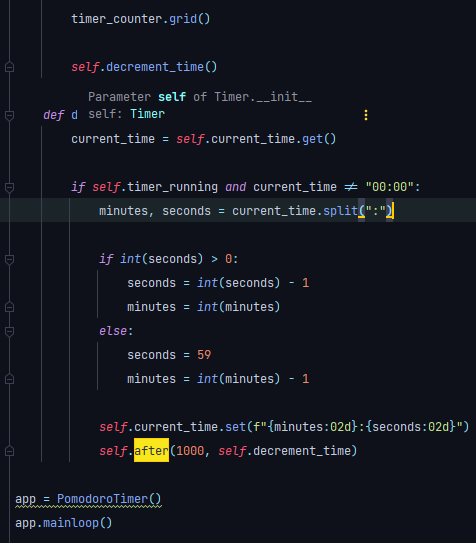 timer_counter.grid()
self.decrement_time()
Parameter self of Timer.__init__
def d self: Timer
current_time = self.current_time.get()
if self.timer_running and current_time ≠ "00:00":
minutes, seconds = current_time.split(":")
if int(seconds) > 0:
seconds = int(seconds) - 1
minutes = int(minutes)
else:
seconds = 59
minutes = int(minutes) - 1
self.current_time.set(f"{minutes:02d}:{seconds:02d}")
self.after(1000, self.decrement_time)
app = PomodoroTimer()
app.mainloop()